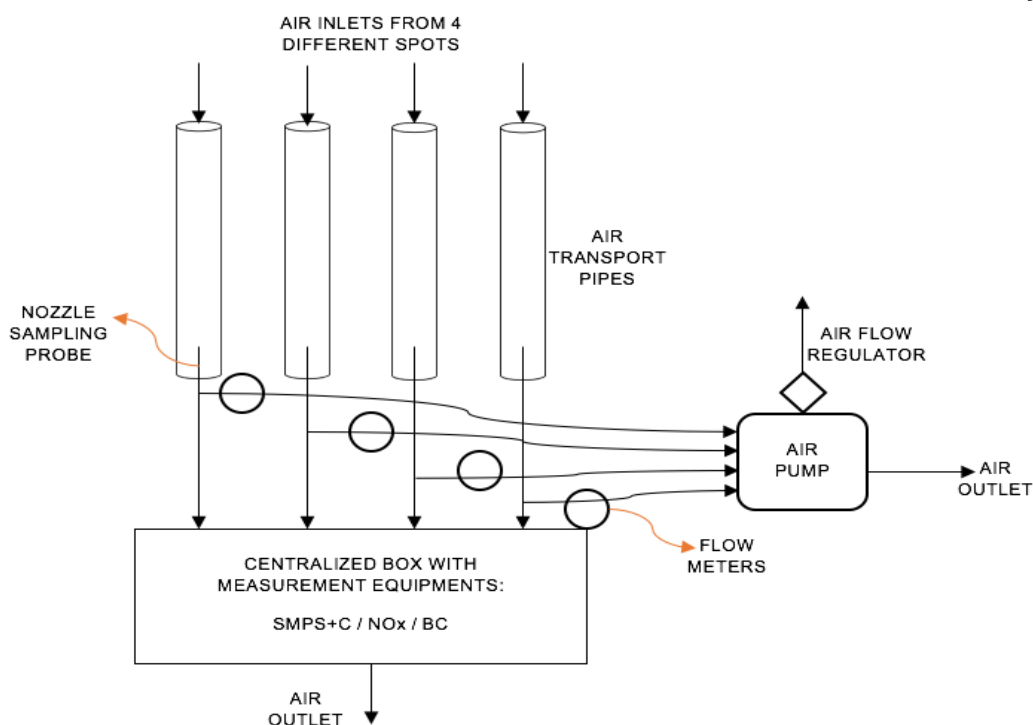 AIR INLETS FROM 4
DIFFERENT SPOTS
AIR
TRANSPORT
PIPES
NOZZLE
SAMPLING
PROBE
AIR FLOW
REGULATOR
AIR
PUMP
AIR
OUTLET
FLOW
METERS
CENTRALIZED BOX WITH
MEASUREMENT EQUIPMENTS:
SMPS+C / NOx / BC
AIR
OUTLET